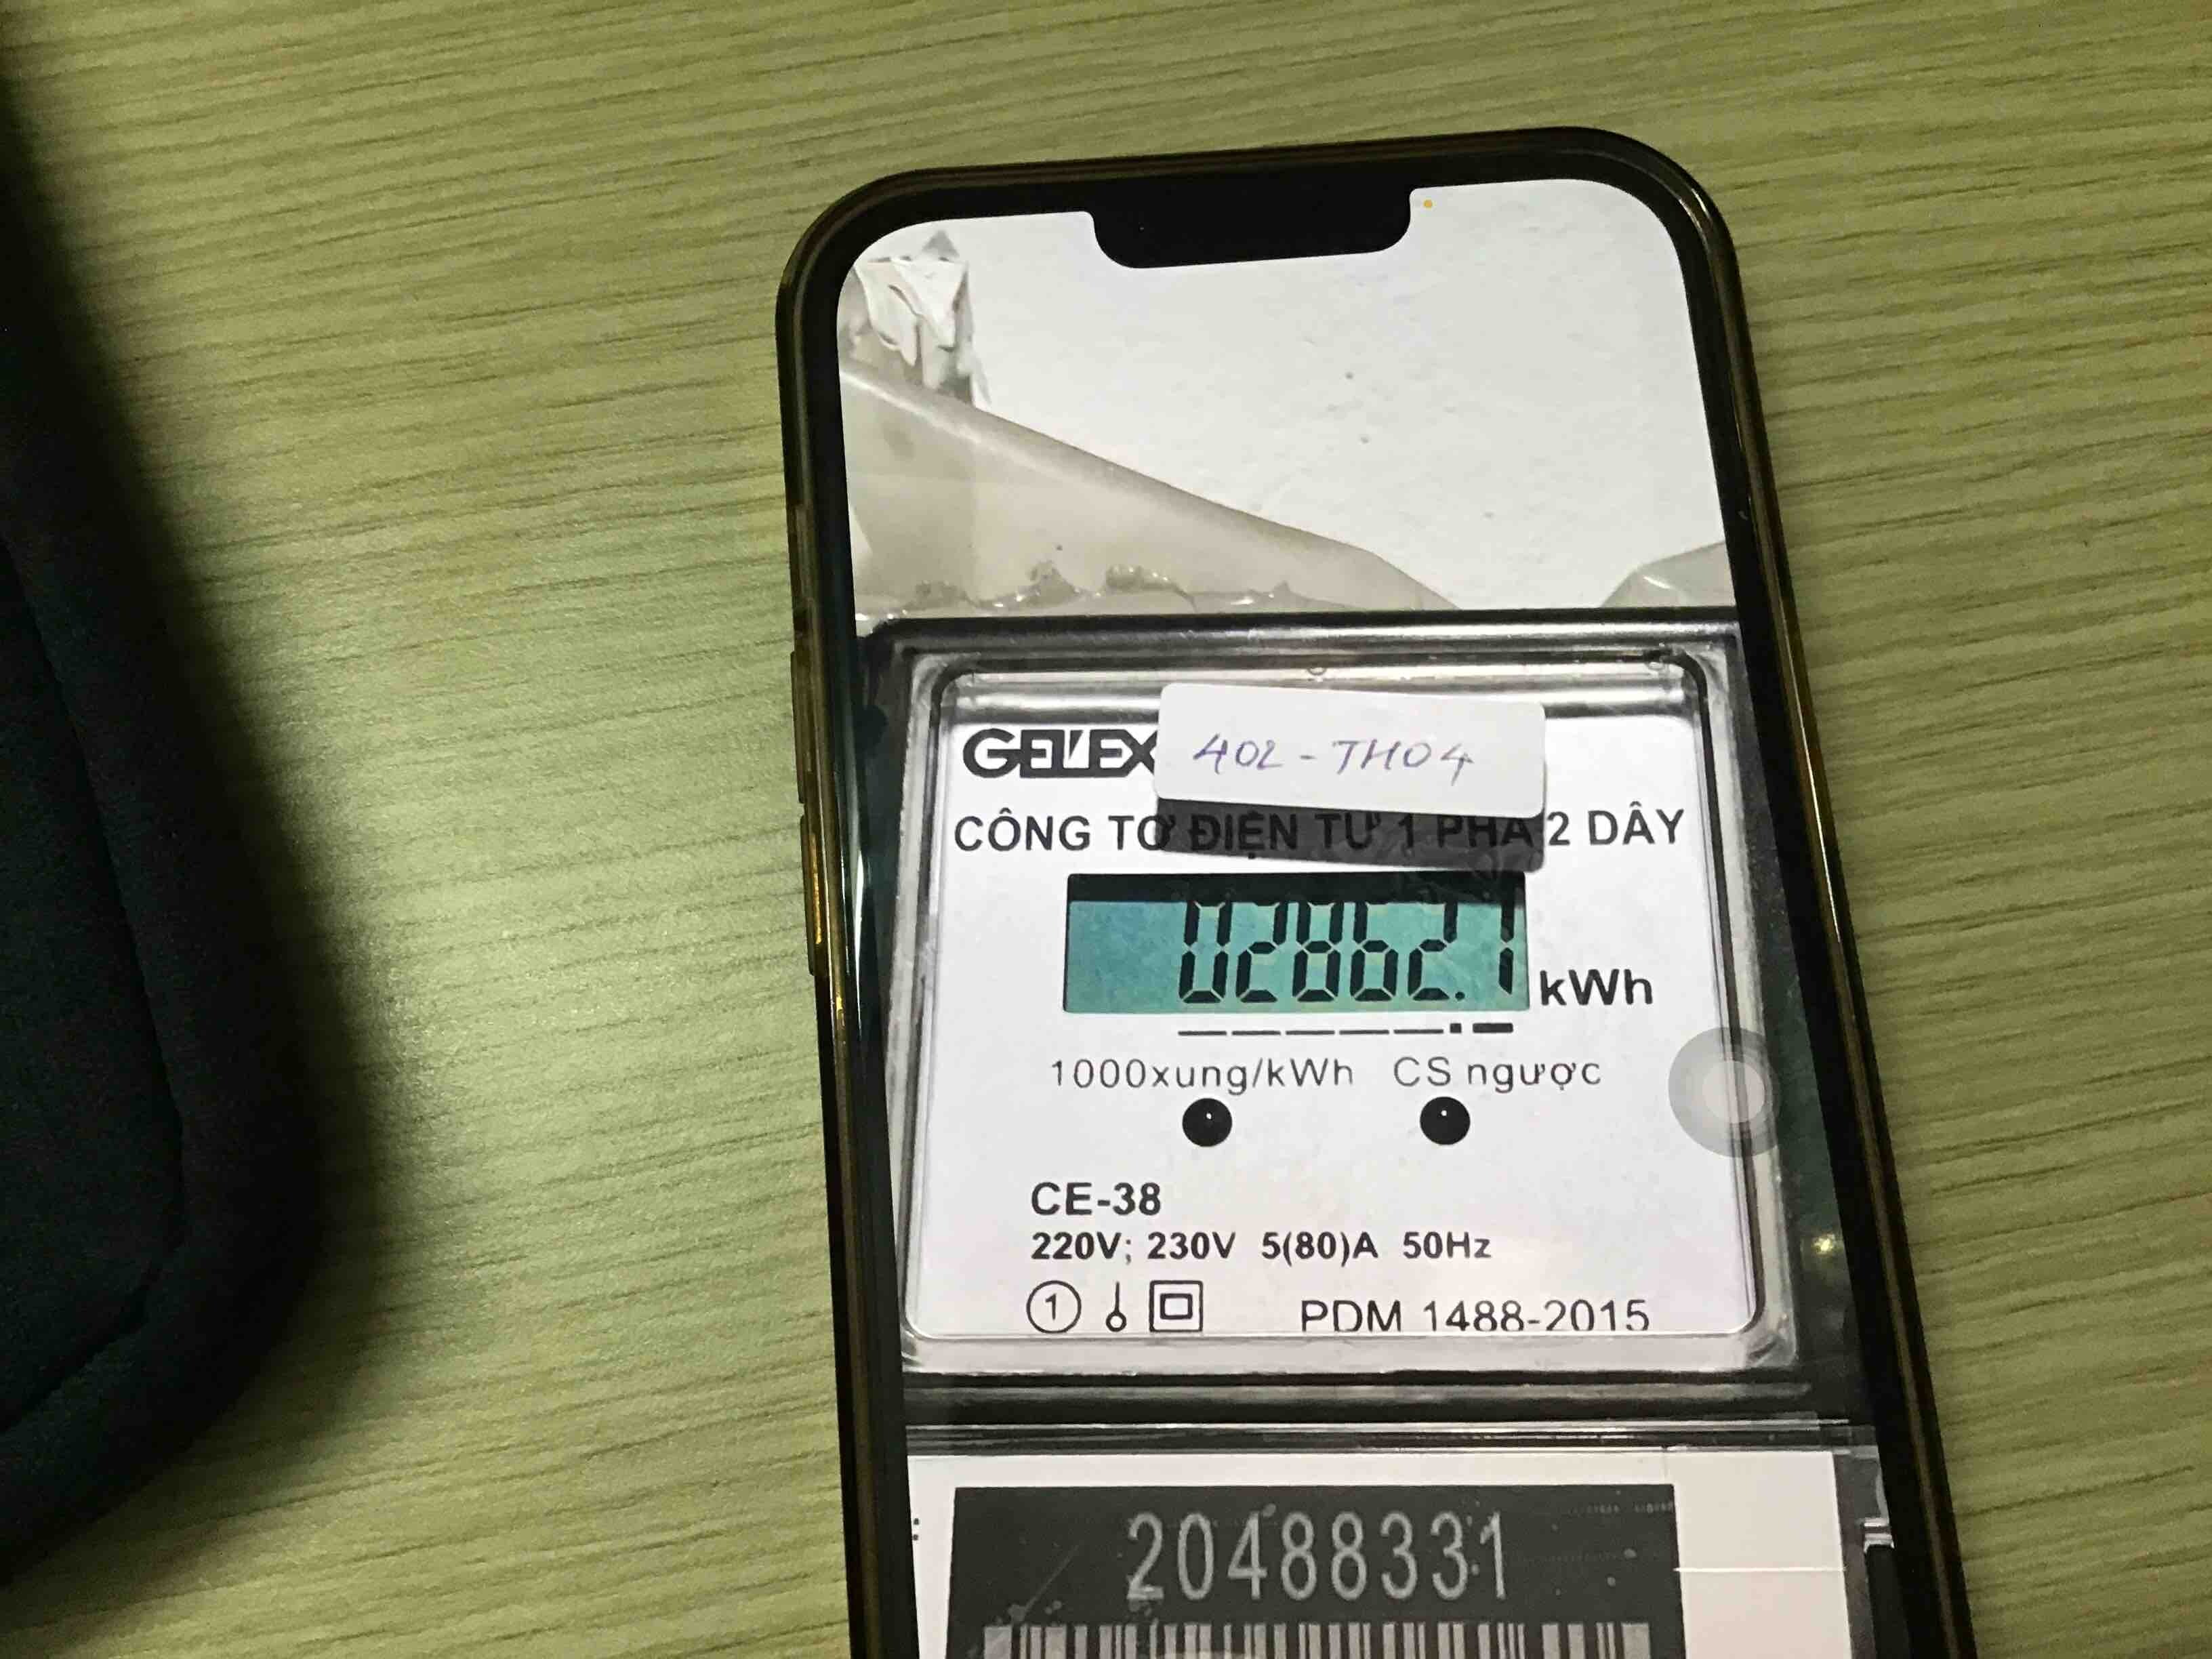 GELEX
402 - TH04
CÔNG TƠ ĐIỆN TỬ 1 PHA 2 DÂY
02862.1 kWh
1000xung/kWh CS ngược
CE-38
220V; 230V 5(80)A 50Hz
1 PDM 1488-2015
20488331